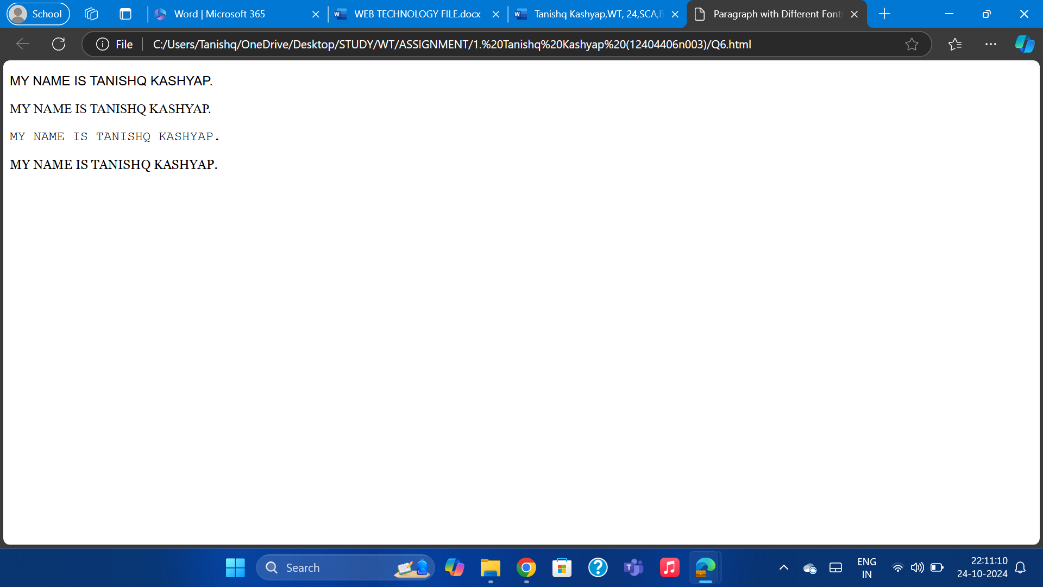 School
Word | Microsoft 365
WEB TECHNOLOGY FILE.docx
Tanishq Kashyap,WT, 24,SCA,
Paragraph with Different Font
File
C:/Users/Tanishq/OneDrive/Desktop/STUDY/WT/ASSIGNMENT/1.%20Tanishq%20Kashyap%20(12404406n003)/Q6.html
MY NAME IS TANISHQ KASHYAP.
MY NAME IS TANISHQ KASHYAP.
MY NAME IS TANISHQ KASHYAP.
MY NAME IS TANISHQ KASHYAP.
Search
ENG
IN
22:11:10
24-10-2024